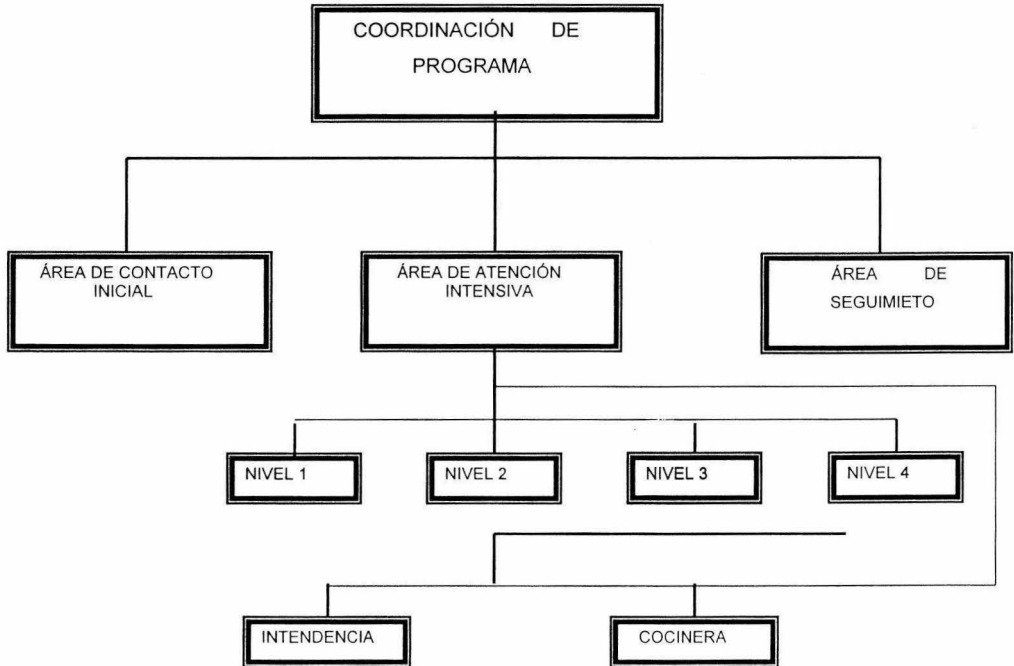 COORDINACIÓN DE
PROGRAMA
ÁREA DE CONTACTO
INICIAL
ÁREA DE ATENCIÓN
INTENSIVA
ÁREA DE
SEGUIMIETO
NIVEL 1
NIVEL 2
NIVEL 3
NIVEL 4
INTENDENCIA
COCINERA